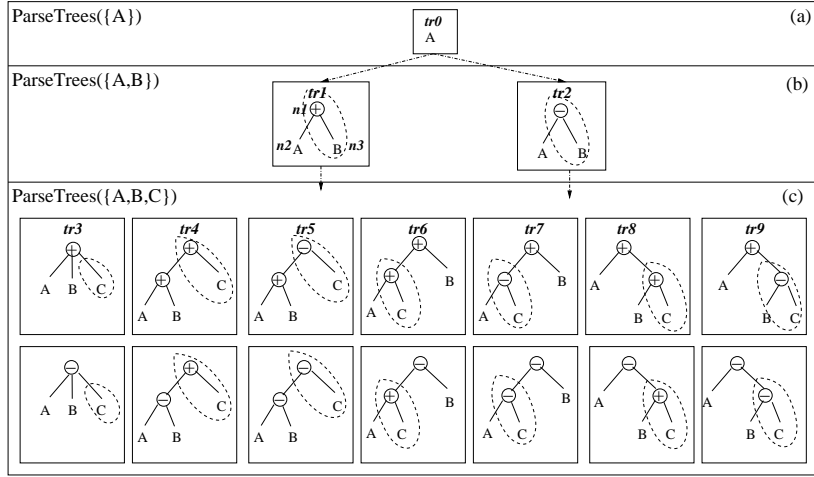 ParseTrees({A}) (a)
tr0
A
ParseTrees({A,B}) (b)
tr1 tr2
n1 + −
n2 A B n3 A B
ParseTrees({A,B,C}) (c)
tr3 tr4 tr5 tr6 tr7 tr8 tr9
+ + − + + + +
+ + + − + −
A B C C C B B A A
A B A B A C A C B C B C
− + − − − − −
− − + − + −
A B C C C B B A A
A B A B A C A C B C B C